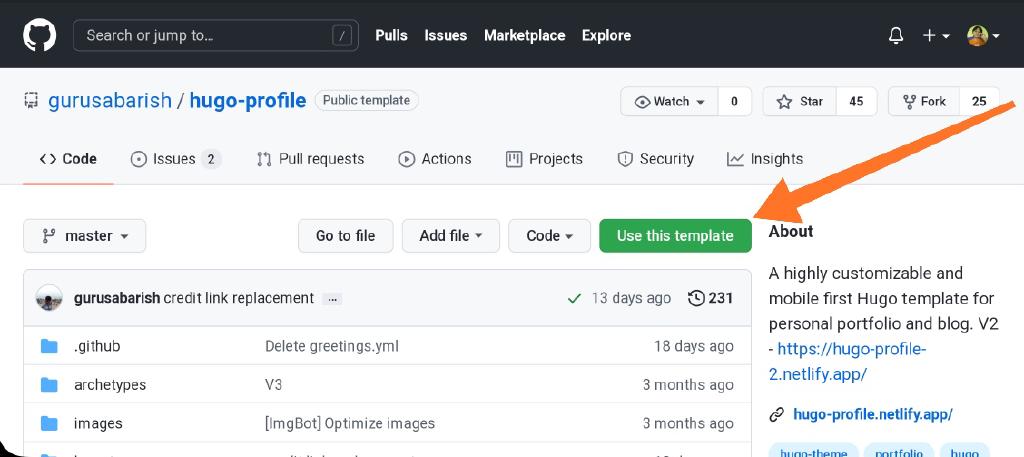 Search or jump to... / Pulls Issues Marketplace Explore
gurusabarish / hugo-profile Public template Watch 0 Star 45 Fork 25
Code Issues 2 Pull requests Actions Projects Security Insights
master Go to file Add file Code Use this template
About
gurusabarish credit link replacement ... 13 days ago 231
.github Delete greetings.yml 18 days ago
archetypes V3 3 months ago
images [ImgBot] Optimize images 3 months ago
A highly customizable and
mobile first Hugo template for
personal portfolio and blog. V2
- https://hugo-profile-
2.netlify.app/
hugo-profile.netlify.app/
hugo-theme portfolio hugo